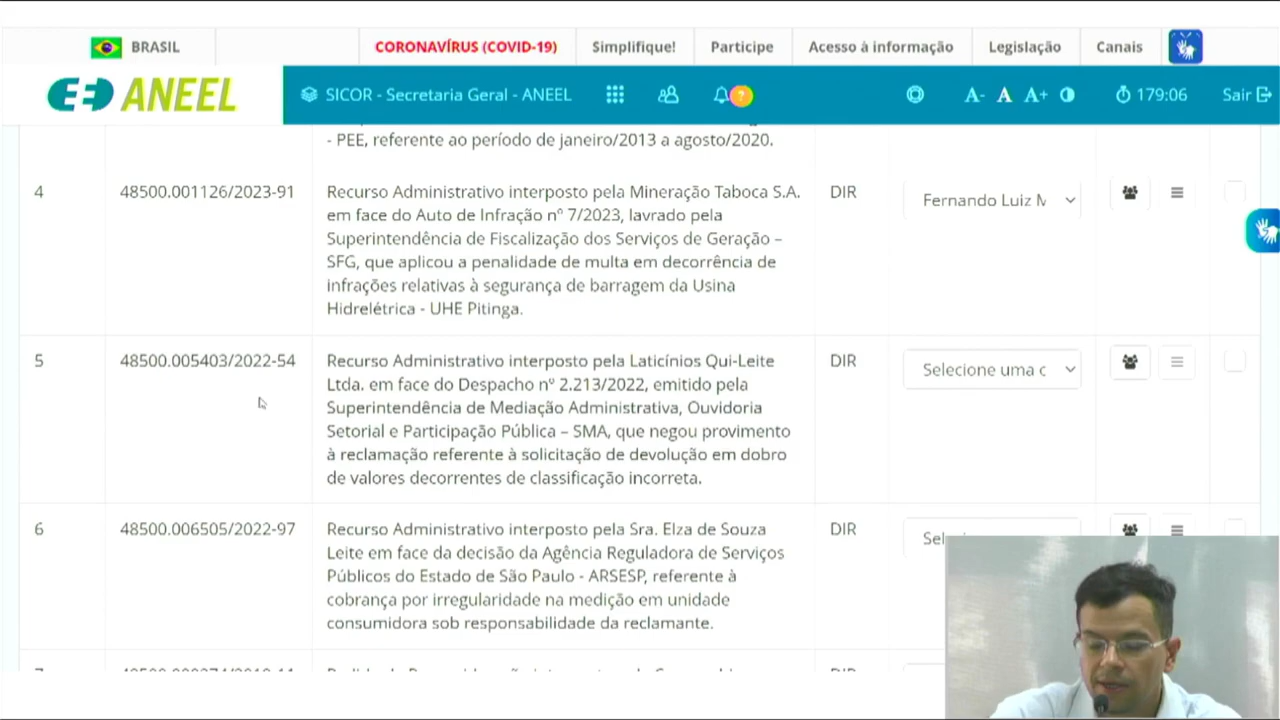 BRASIL
CORONAVÍRUS (COVID-19)
Simplifique!
Participe
Acesso à informação
Legislação
Canais
ANEEL
SICOR - Secretaria Geral - ANEEL
?
A- A A+
179:06
Sair
- PEE, referente ao período de janeiro/2013 a agosto/2020.
4
48500.001126/2023-91
Recurso Administrativo interposto pela Mineração Taboca S.A.
em face do Auto de Infração nº 7/2023, lavrado pela
Superintendência de Fiscalização dos Serviços de Geração –
SFG, que aplicou a penalidade de multa em decorrência de
infrações relativas à segurança de barragem da Usina
Hidrelétrica - UHE Pitinga.
DIR
Fernando Luiz M
5
48500.005403/2022-54
Recurso Administrativo interposto pela Laticínios Qui-Leite
Ltda. em face do Despacho nº 2.213/2022, emitido pela
Superintendência de Mediação Administrativa, Ouvidoria
Setorial e Participação Pública – SMA, que negou provimento
à reclamação referente à solicitação de devolução em dobro
de valores decorrentes de classificação incorreta.
DIR
Selecione uma o
6
48500.006505/2022-97
Recurso Administrativo interposto pela Sra. Elza de Souza
Leite em face da decisão da Agência Reguladora de Serviços
Públicos do Estado de São Paulo - ARSESP, referente à
cobrança por irregularidade na medição em unidade
consumidora sob responsabilidade da reclamante.
DIR